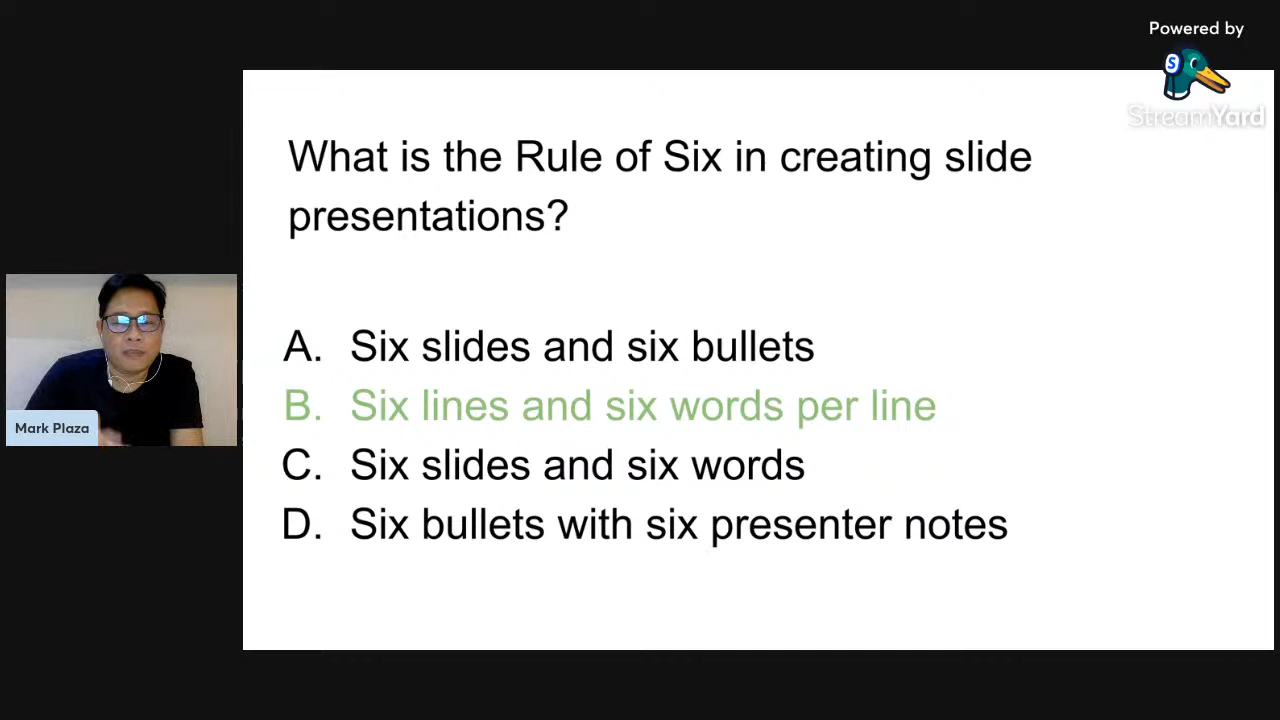 Powered by
StreamYard
What is the Rule of Six in creating slide
presentations?
A. Six slides and six bullets
B. Six lines and six words per line
C. Six slides and six words
D. Six bullets with six presenter notes
Mark Plaza